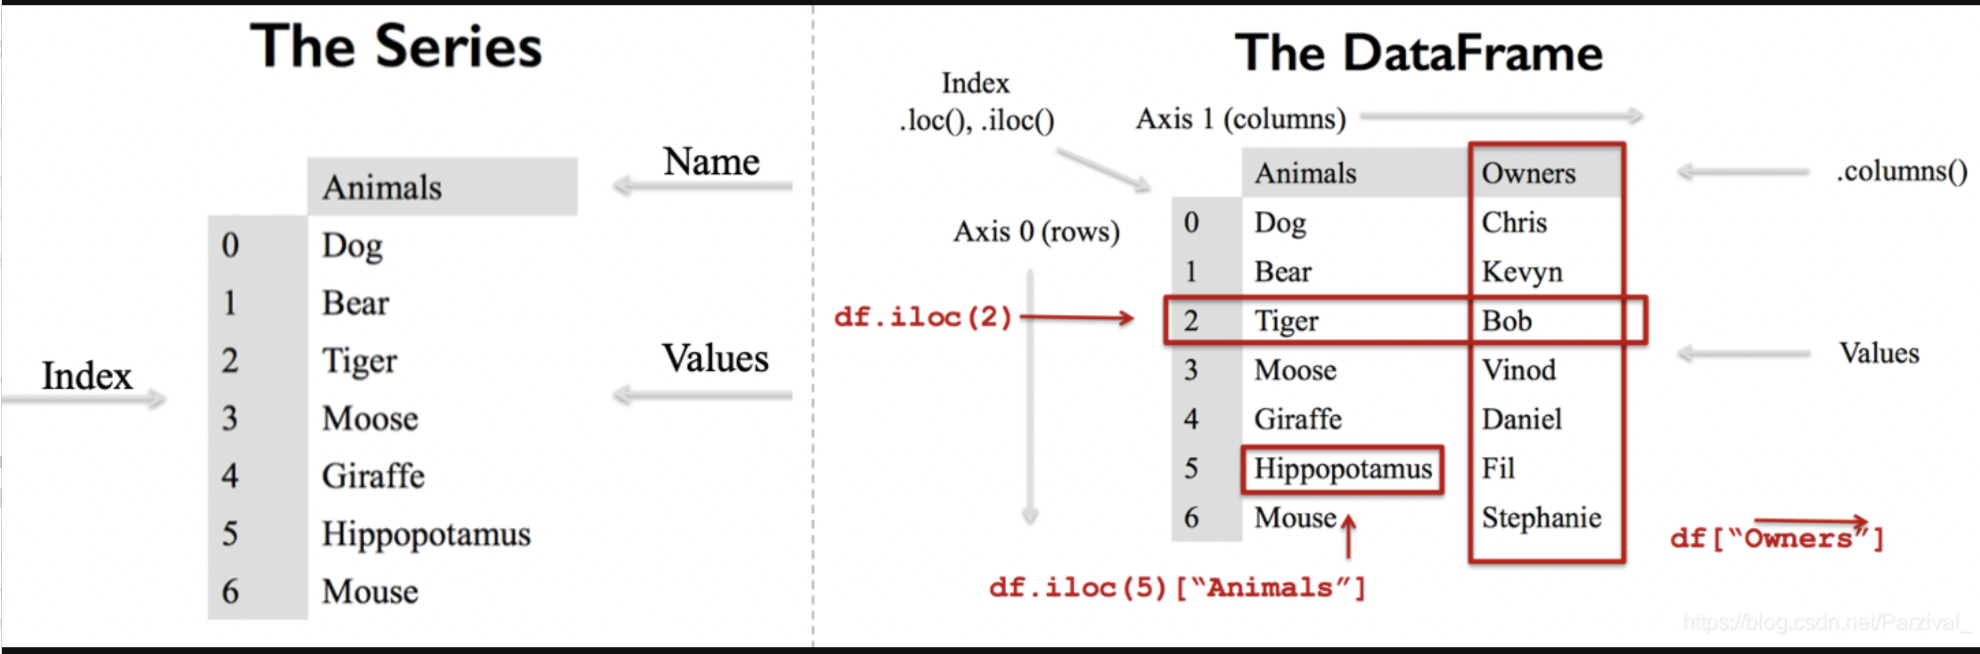 The Series
Name
Animals
0 Dog
1 Bear
2 Tiger
3 Moose
4 Giraffe
5 Hippopotamus
6 Mouse
Index
Values
The DataFrame
Index
.loc(), .iloc()
Axis 1 (columns)
Animals Owners
.columns()
Axis 0 (rows)
0 Dog Chris
1 Bear Kevyn
df.iloc(2)
2 Tiger Bob
Values
3 Moose Vinod
4 Giraffe Daniel
5 Hippopotamus Fil
6 Mouse Stephanie
df[“Owners”]
df.iloc(5)[“Animals”]
https://blog.csdn.net/Parzival_